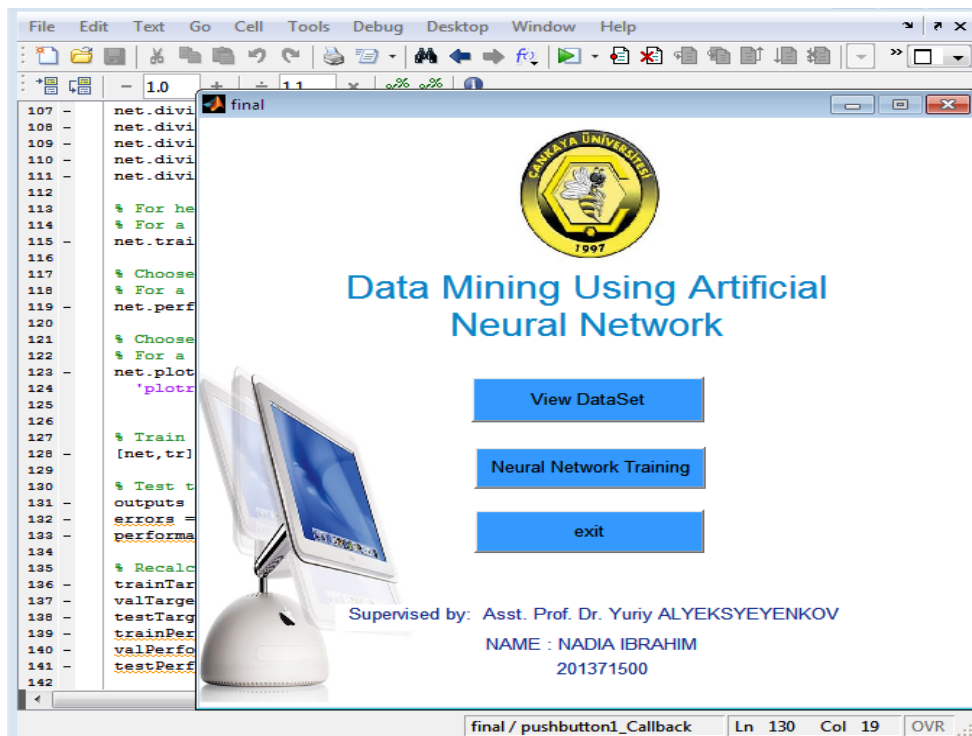 File Edit Text Go Cell Tools Debug Desktop Window Help
1.0 1.1
107 – net.divi
108 – net.divi
109 – net.divi
110 – net.divi
111 – net.divi
112
113 % For he
114 % For a
115 – net.trai
116
117 % Choose
118 % For a
119 – net.perf
120
121 % Choose
122 % For a
123 – net.plot
124 'plotr
125
126
127 % Train
128 – [net,tr]
129
130 % Test t
131 – outputs
132 – errors =
133 – performa
134
135 % Recalc
136 – trainTar
137 – valTarge
138 – testTarg
139 – trainPer
140 – valPerfo
141 – testPerf
142
final
ÇANKAYA ÜNİVERSİTESİ
1997
Data Mining Using Artificial
Neural Network
View DataSet
Neural Network Training
exit
Supervised by: Asst. Prof. Dr. Yuriy ALYEKSYEYENKOV
NAME : NADIA IBRAHIM
201371500
final / pushbutton1_Callback Ln 130 Col 19 OVR